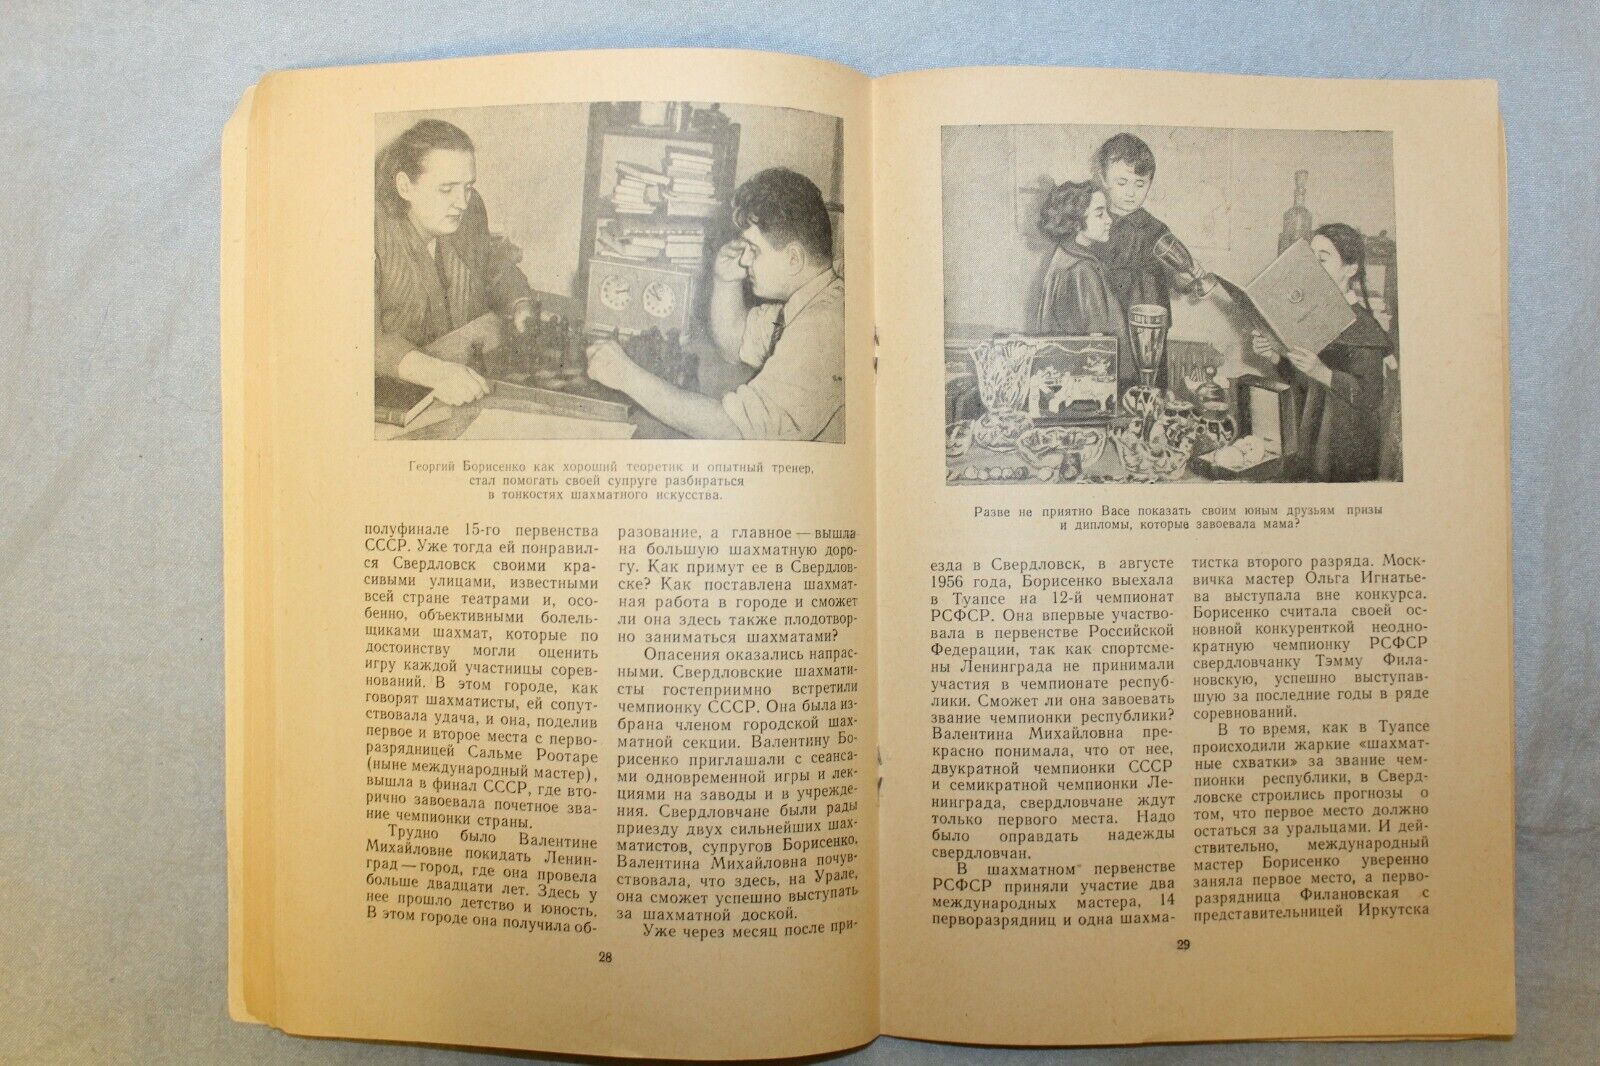 Георгий Борисенко как хороший теоретик и опытный тренер,
стал помогать своей супруге разбираться
в тонкостях шахматного искусства.
полуфинале 15-го первенства
СССР. Уже тогда ей понравил-
ся Свердловск своими кра-
сивыми улицами, известными
всей стране театрами и, осо-
бенно, объективными болель-
щиками шахмат, которые по
достоинству могли оценить
игру каждой участницы сорев-
нований. В этом городе, как
говорят шахматисты, ей сопут-
ствовала удача, и она, поделив
первое и второе места с перво-
разрядницей Сальме Роотаре
(ныне международный мастер),
вышла в финал СССР, где вто-
рично завоевала почетное зва-
ние чемпионки страны.
Трудно было Валентине
Михайловне покидать Ленин-
град — город, где она провела
больше двадцати лет. Здесь у
нее прошло детство и юность.
В этом городе она получила об-
разование, а главное — вышла
на большую шахматную доро-
гу. Как примут ее в Свердлов-
ске? Как поставлена шахмат-
ная работа в городе и сможет
ли она здесь также плодотвор-
но заниматься шахматами?
Опасения оказались напрас-
ными. Свердловские шахмати-
сты гостеприимно встретили
чемпионку СССР. Она была из-
брана членом городской шах-
матной секции. Валентину Бо-
рисенко приглашали с сеанса-
ми одновременной игры и лек-
циями на заводы и в учрежде-
ния. Свердловчане были рады
приезду двух сильнейших шах-
матистов, супругов Борисенко,
Валентина Михайловна почув-
ствовала, что здесь, на Урале,
она сможет успешно выступать
за шахматной доской.
Уже через месяц после при-
28
Разве не приятно Васе показать своим юным друзьям призы
и дипломы, которые завоевала мама?
езда в Свердловск, в августе
1956 года, Борисенко выехала
в Туапсе на 12-й чемпионат
РСФСР. Она впервые участво-
вала в первенстве Российской
Федерации, так как спортсме-
ны Ленинграда не принимали
участия в чемпионате респуб-
лики. Сможет ли она завоевать
звание чемпионки республики?
Валентина Михайловна пре-
красно понимала, что от нее,
двукратной чемпионки СССР
и семикратной чемпионки Ле-
нинграда, свердловчане ждут
только первого места. Надо
было оправдать надежды
свердловчан.
В шахматном первенстве
РСФСР приняли участие два
международных мастера, 14
перворазрядниц и одна шахма-
тистка второго разряда. Моск-
вичка мастер Ольга Игнатье-
ва выступала вне конкурса.
Борисенко считала своей ос-
новной конкуренткой неодно-
кратную чемпионку РСФСР
свердловчанку Тэмму Фила-
новскую, успешно выступав-
шую за последние годы в ряде
соревнований.
В то время, как в Туапсе
происходили жаркие «шахмат-
ные схватки» за звание чем-
пионки республики, в Сверд-
ловске строились прогнозы о
том, что первое место должно
остаться за уральцами. И дей-
ствительно, международный
мастер Борисенко уверенно
заняла первое место, а перво-
разрядница Филановская с
представительницей Иркутска
29